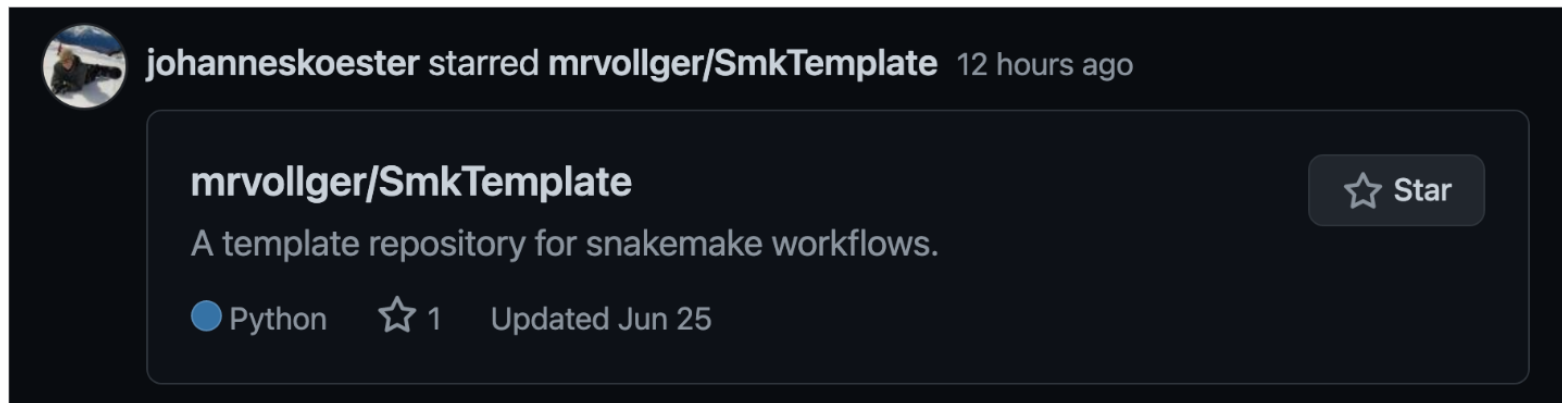 johanneskoester starred mrvollger/SmkTemplate 12 hours ago
mrvollger/SmkTemplate
Star
A template repository for snakemake workflows.
Python 1 Updated Jun 25